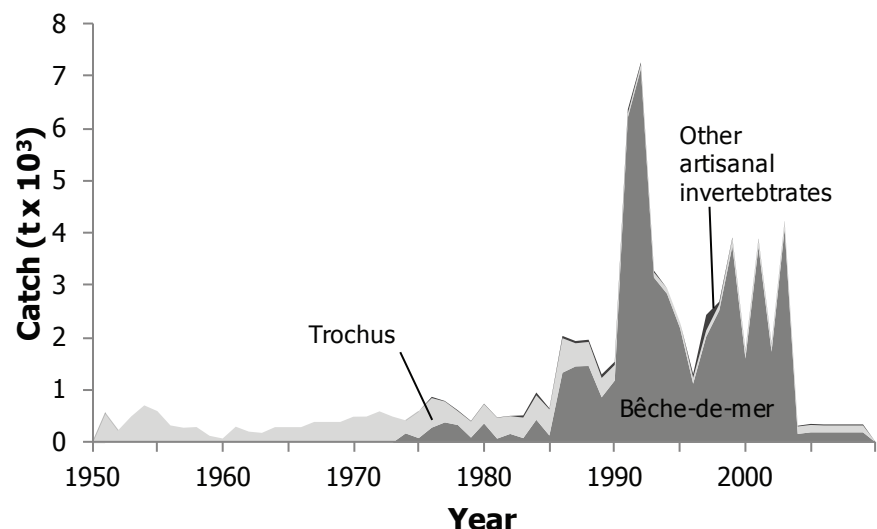 8
7
6
5
4
3
2
1
0
Catch (t x 10³)
Other
artisanal
invertebtrates
Trochus
Bêche-de-mer
1950
1960
1970
1980
1990
2000
Year